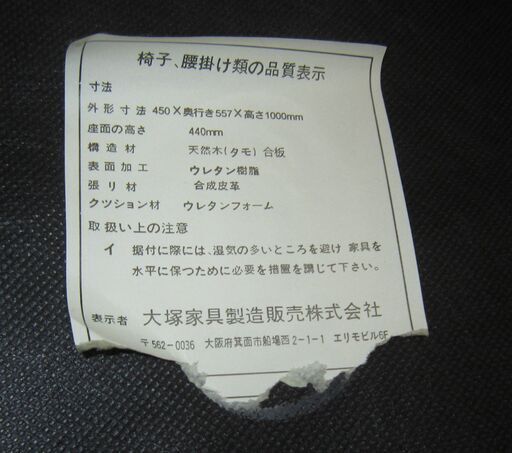 椅子、腰掛け類の品質表示
寸法
外形寸法 450×奥行き557×高さ1000mm
座面の高さ 440mm
構造材 天然木(タモ)合板
表面加工 ウレタン樹脂
張リ材 合成皮革
クツション材 ウレタンフォーム
取扱い上の注意
イ 据付に際には、湿気の多いところを避け 家具を
水平に保つために必要を措置を講じて下さい。
表示者 大塚家具製造販売株式会社
〒562-0036 大阪府箕面市船場西2-1-1 エリモビル6F